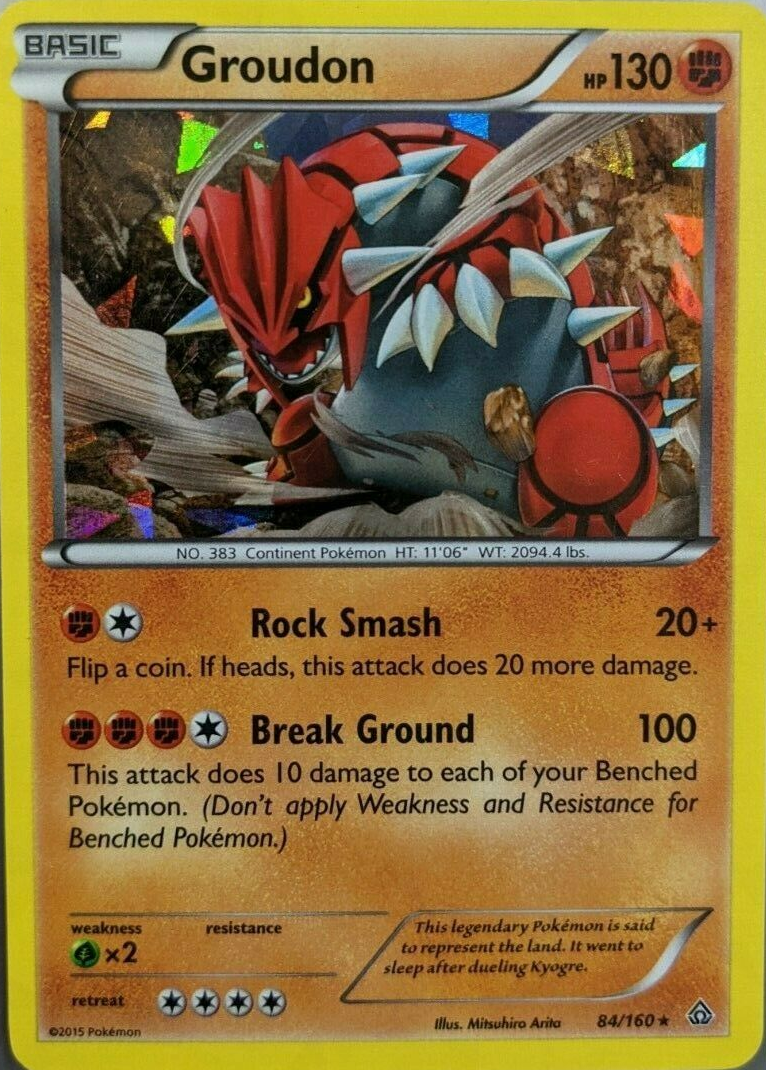 BASIC
Groudon
HP 130
NO. 383 Continent Pokémon HT: 11'06" WT: 2094.4 lbs.
Rock Smash 20+
Flip a coin. If heads, this attack does 20 more damage.
Break Ground 100
This attack does 10 damage to each of your Benched
Pokémon. (Don't apply Weakness and Resistance for
Benched Pokémon.)
weakness resistance
×2
This legendary Pokémon is said
to represent the land. It went to
sleep after dueling Kyogre.
retreat
©2015 Pokémon
Illus. Mitsuhiro Arita 84/160 ★